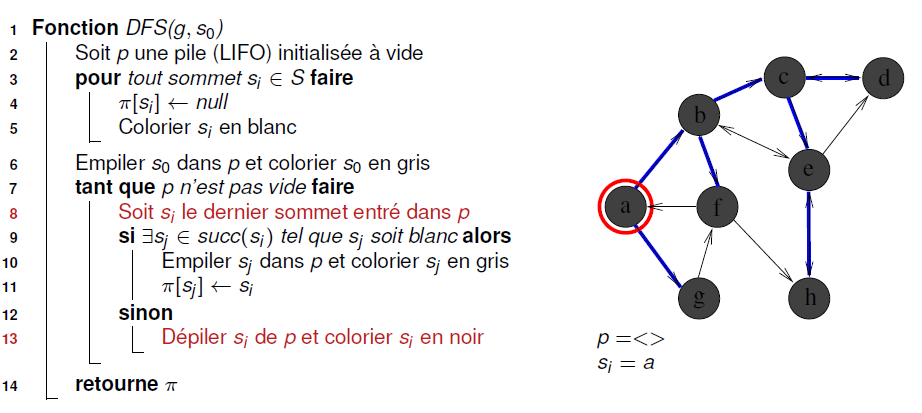 1 Fonction DFS(g, s₀)
2 Soit p une pile (LIFO) initialisée à vide
3 pour tout sommet sᵢ ∈ S faire
4 π[sᵢ] ← null
5 Colorier sᵢ en blanc
6 Empiler s₀ dans p et colorier s₀ en gris
7 tant que p n'est pas vide faire
8 Soit sᵢ le dernier sommet entré dans p
9 si ∃sⱼ ∈ succ(sᵢ) tel que sⱼ soit blanc alors
10 Empiler sⱼ dans p et colorier sⱼ en gris
11 π[sⱼ] ← sᵢ
12 sinon
13 Dépiler sᵢ de p et colorier sᵢ en noir
14 retourne π
c
d
b
e
a
f
g
h
p =<>
sᵢ = a